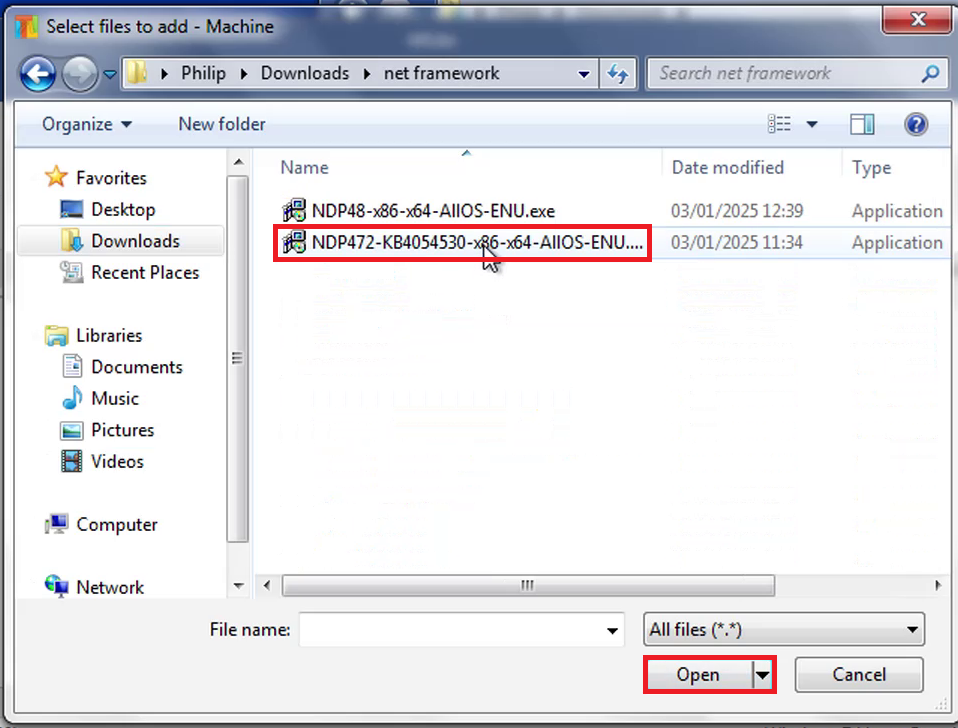 Select files to add - Machine
Philip Downloads net framework
Search net framework
Organize New folder
Name Date modified Type
Favorites
Desktop
Downloads
Recent Places
Libraries
Documents
Music
Pictures
Videos
Computer
Network
NDP48-x86-x64-AllOS-ENU.exe 03/01/2025 12:39 Application
NDP472-KB4054530-x86-x64-AllOS-ENU.... 03/01/2025 11:34 Application
File name: All files (*.*)
Open Cancel